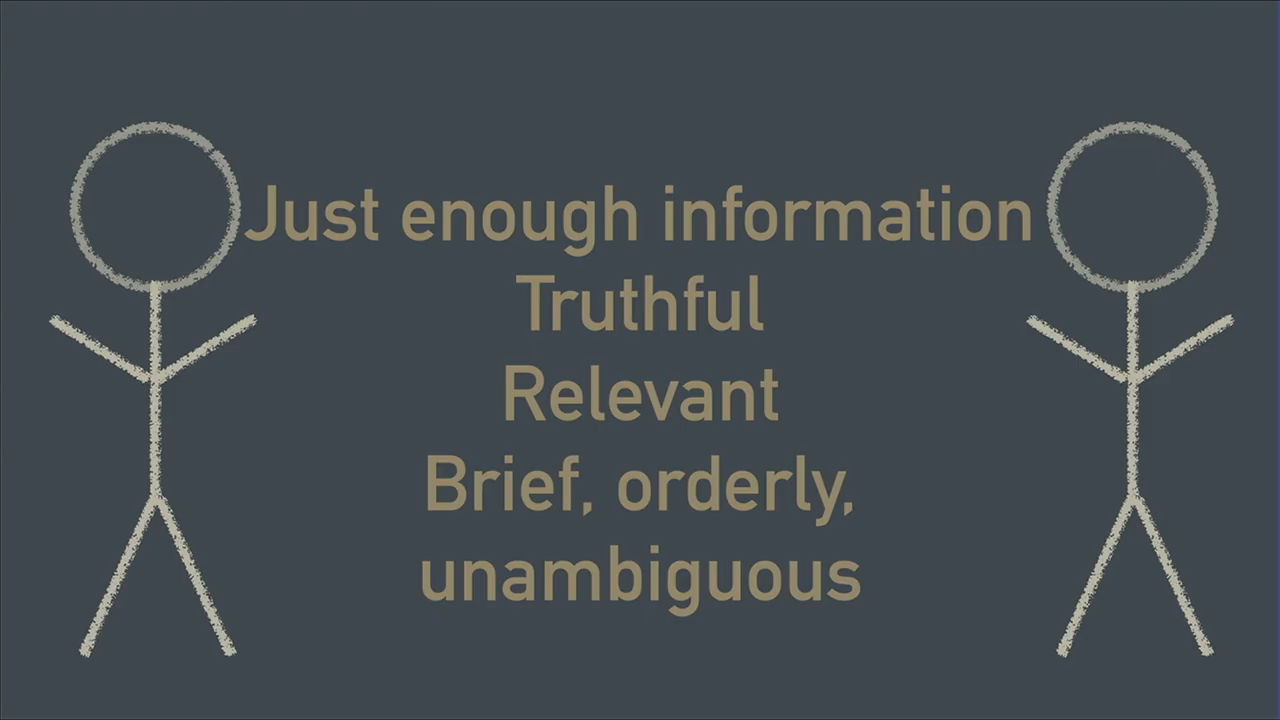 Just enough information
Truthful
Relevant
Brief, orderly,
unambiguous